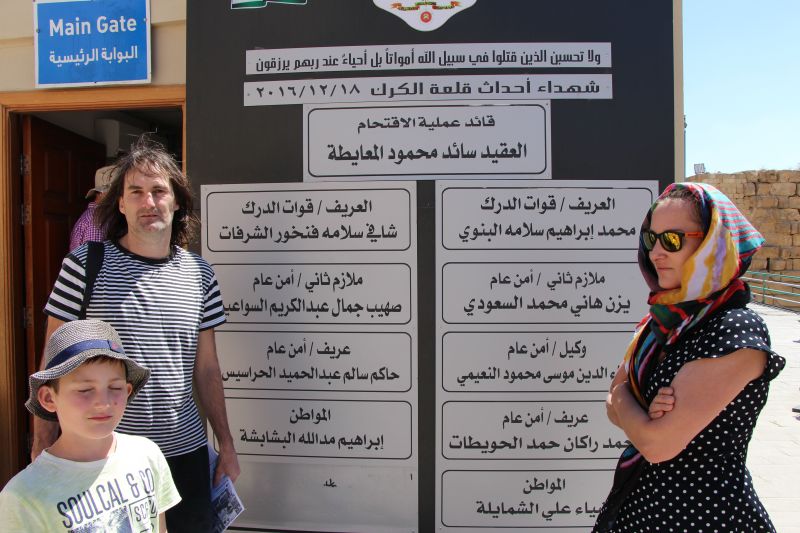 Main Gate
البوابة الرئيسية
ولا تحسبن الذين قتلوا في سبيل الله أمواتاً بل أحياءً عند ربهم يرزقون
شهداء أحداث قلعة الكرك ٢٠١٦/١٢/١٨
قائد عملية الاقتحام
العقيد سائد محمود المعايطة
العريف / قوات الدرك
محمد إبراهيم سلامه البنوي
العريف / قوات الدرك
شافي سلامه فنخور الشرفات
ملازم ثاني / أمن عام
يزن هاني محمد السعودي
ملازم ثاني / أمن عام
صهيب جمال عبدالكريم السواعير
وكيل / أمن عام
الدين موسى محمود النعيمي
عريف / أمن عام
حاكم سالم عبدالحميد الحراسيس
عريف / أمن عام
راكان حمد الحويطات
المواطن
إبراهيم مدالله البشابشة
المواطن
علي الشمايلة
SOULCAL & CO